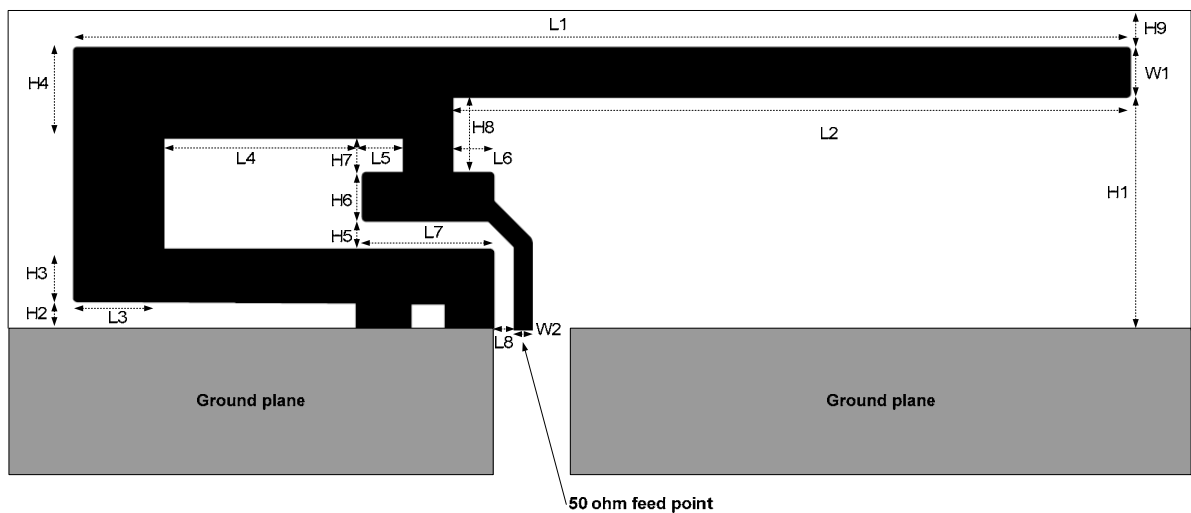 L1
H9
H4
W1
H8
L2
L4
H7
L5
L6
H6
H1
H5
L7
H3
H2
L3
L8
W2
Ground plane
Ground plane
50 ohm feed point